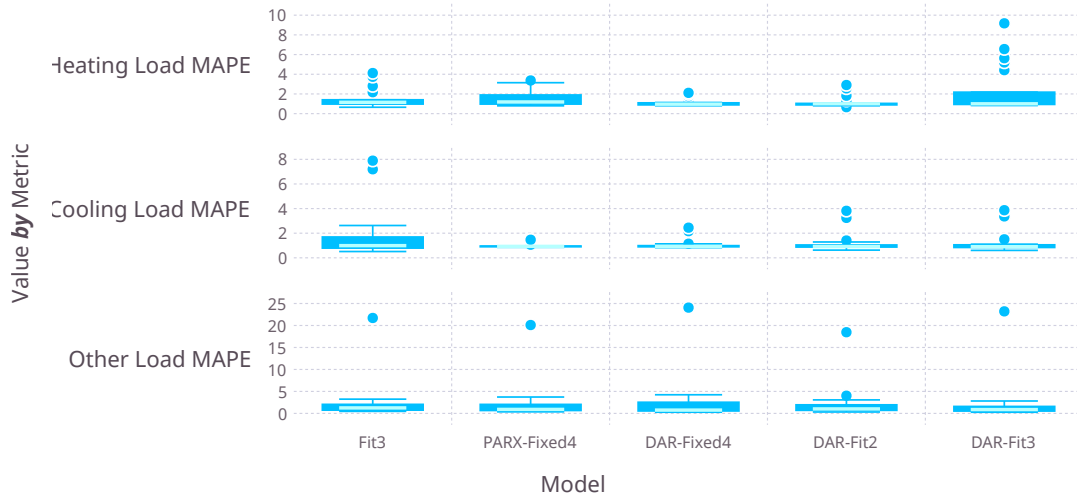 10
8
6
4
2
0
Heating Load MAPE
8
6
4
2
0
Cooling Load MAPE
25
20
15
10
5
0
Other Load MAPE
Value by Metric
Fit3 PARX-Fixed4 DAR-Fixed4 DAR-Fit2 DAR-Fit3
Model